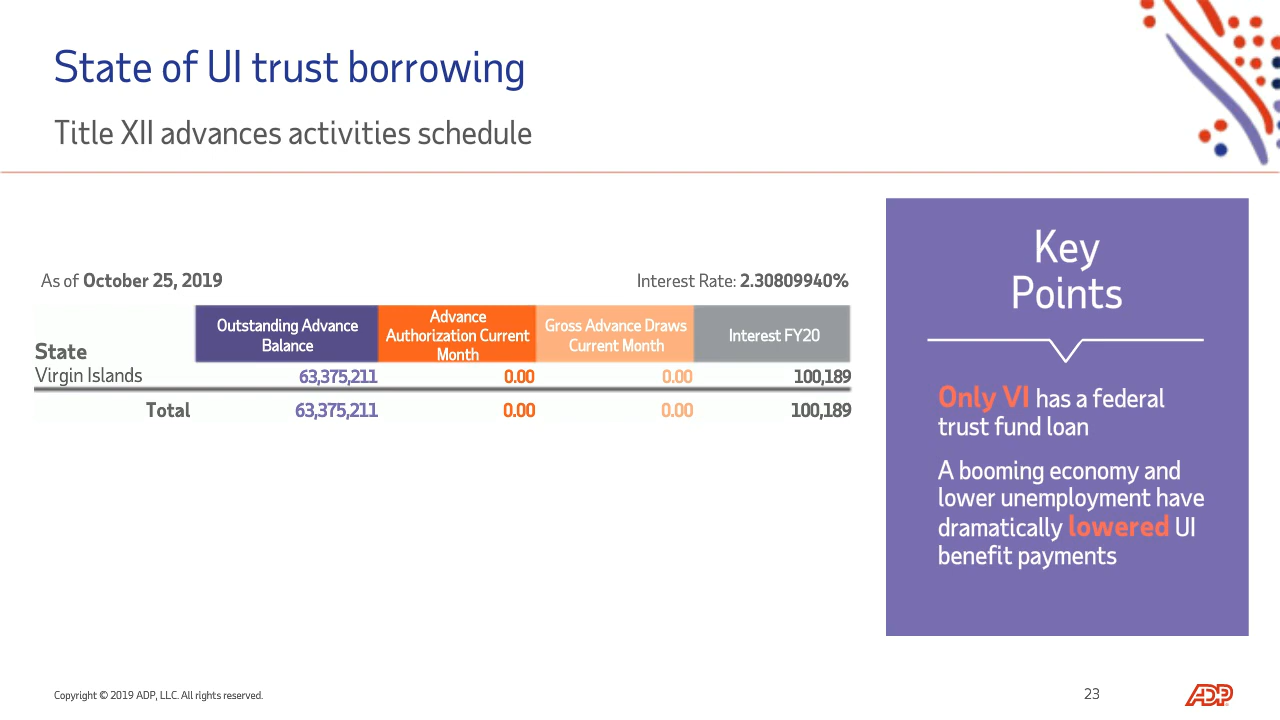 State of UI trust borrowing
Title XII advances activities schedule
As of October 25, 2019
Interest Rate: 2.30809940%
State
Outstanding Advance
Balance
Advance
Authorization Current
Month
Gross Advance Draws
Current Month
Interest FY20
Virgin Islands 63,375,211 0.00 0.00 100,189
Total 63,375,211 0.00 0.00 100,189
Key
Points
Only VI has a federal
trust fund loan
A booming economy and
lower unemployment have
dramatically lowered UI
benefit payments
Copyright © 2019 ADP, LLC. All rights reserved.
23
ADP